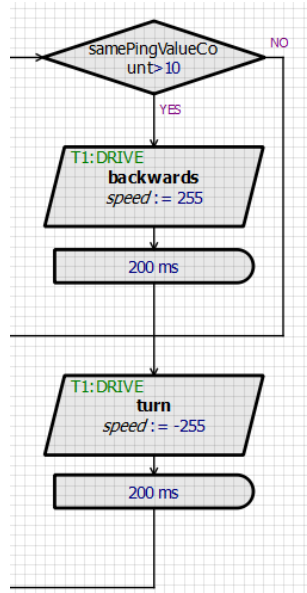 samePingValueCo
unt>10
NO
YES
T1:DRIVE
backwards
speed := 255
200 ms
T1:DRIVE
turn
speed := -255
200 ms